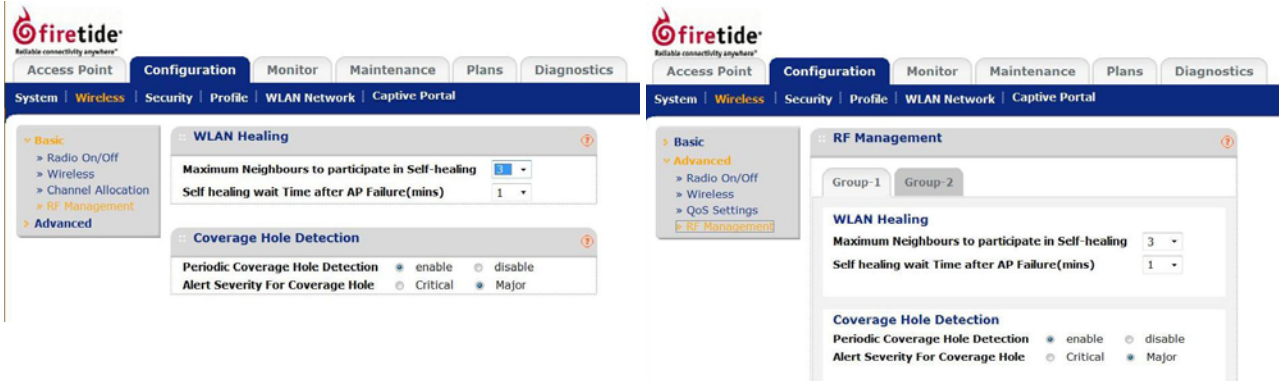 firetide
Reliable connectivity anywhere
Access Point Configuration Monitor Maintenance Plans Diagnostics
System | Wireless | Security | Profile | WLAN Network | Captive Portal
Basic
» Radio On/Off
» Wireless
» Channel Allocation
» RF Management
Advanced
WLAN Healing ?
Maximum Neighbours to participate in Self-healing 3
Self healing wait Time after AP Failure(mins) 1
Coverage Hole Detection ?
Periodic Coverage Hole Detection enable disable
Alert Severity For Coverage Hole Critical Major
firetide
Reliable connectivity anywhere
Access Point Configuration Monitor Maintenance Plans Diagnostics
System | Wireless | Security | Profile | WLAN Network | Captive Portal
Basic
Advanced
» Radio On/Off
» Wireless
» QoS Settings
» RF Management
RF Management ?
Group-1 Group-2
WLAN Healing
Maximum Neighbours to participate in Self-healing 3
Self healing wait Time after AP Failure(mins) 1
Coverage Hole Detection
Periodic Coverage Hole Detection enable disable
Alert Severity For Coverage Hole Critical Major